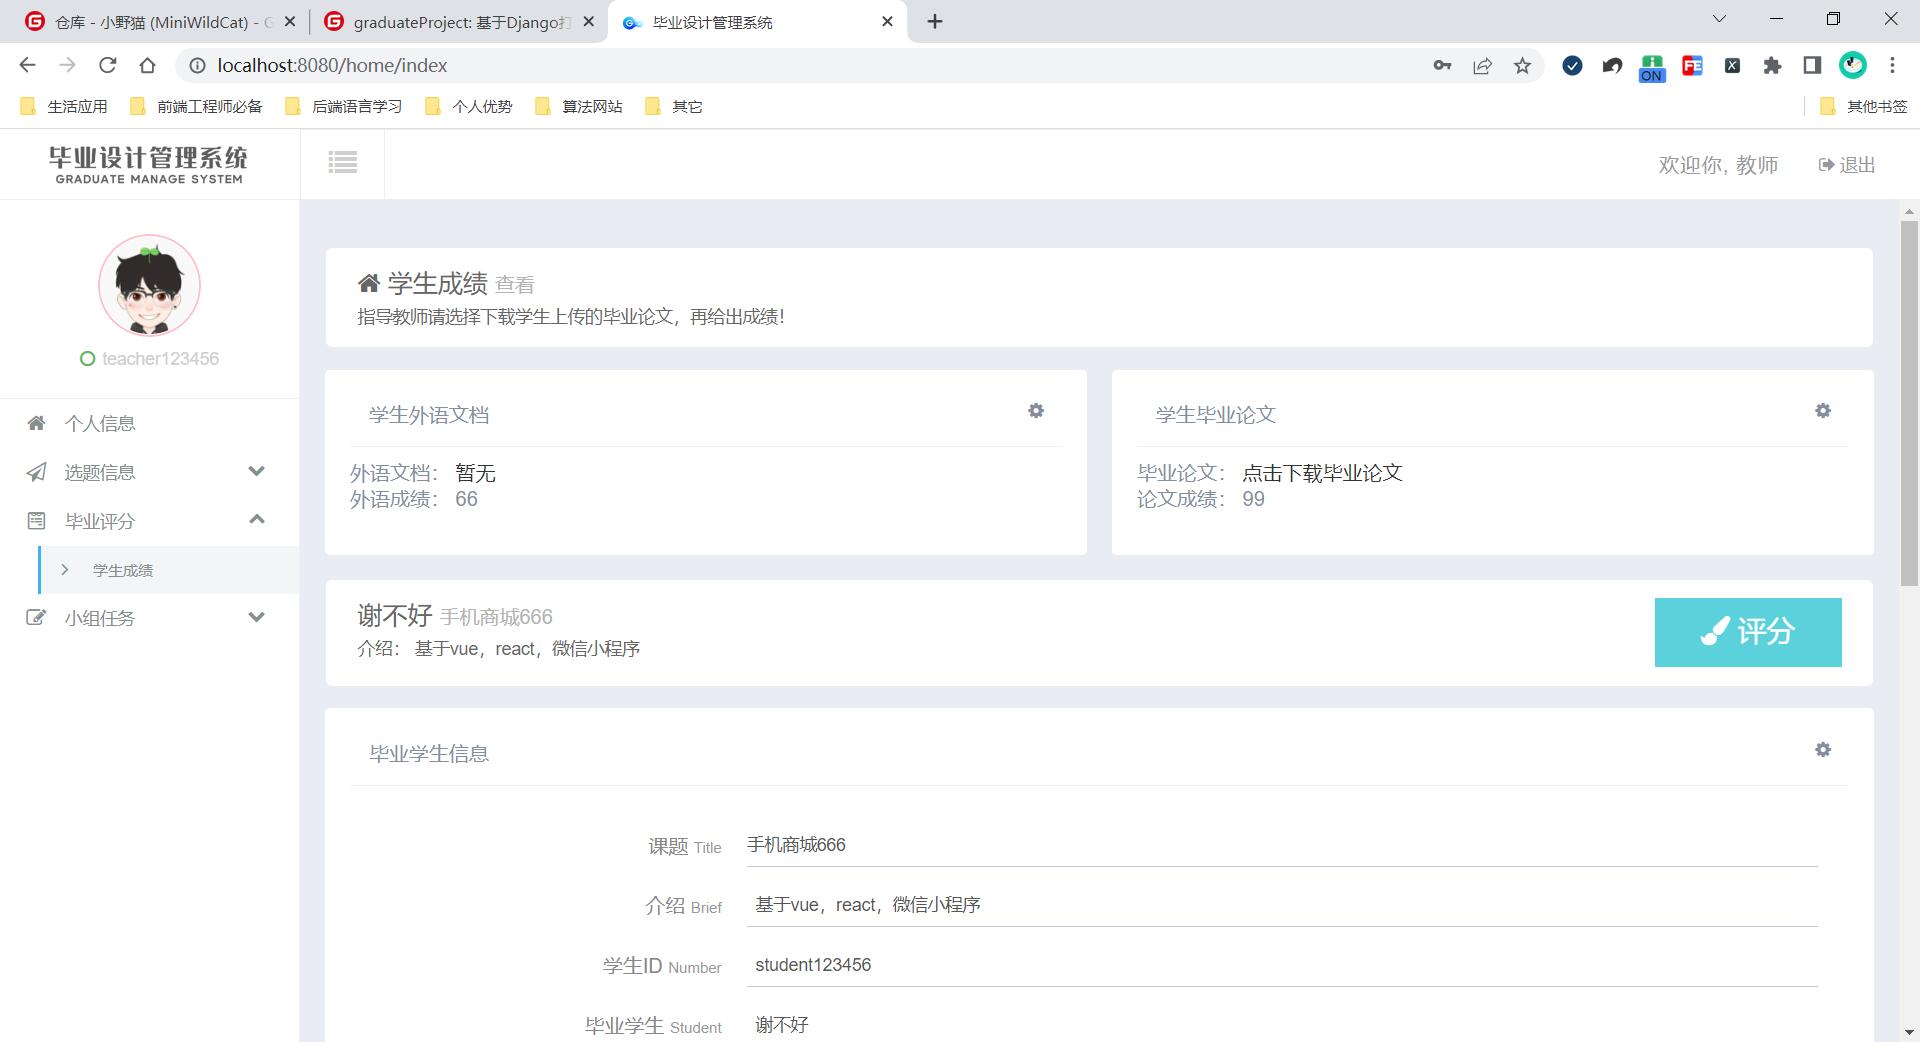 仓库 - 小野猫 (MiniWildCat) - G
graduateProject: 基于Django打
毕业设计管理系统
localhost:8080/home/index
ON
FE
X
生活应用
前端工程师必备
后端语言学习
个人优势
算法网站
其它
其他书签
毕业设计管理系统
GRADUATE MANAGE SYSTEM
欢迎你, 教师
退出
teacher123456
个人信息
选题信息
毕业评分
学生成绩
小组任务
学生成绩 查看
指导教师请选择下载学生上传的毕业论文，再给出成绩！
学生外语文档
外语文档： 暂无
外语成绩： 66
学生毕业论文
毕业论文： 点击下载毕业论文
论文成绩： 99
谢不好 手机商城666
介绍： 基于vue，react，微信小程序
评分
毕业学生信息
课题 Title 手机商城666
介绍 Brief 基于vue，react，微信小程序
学生ID Number student123456
毕业学生 Student 谢不好